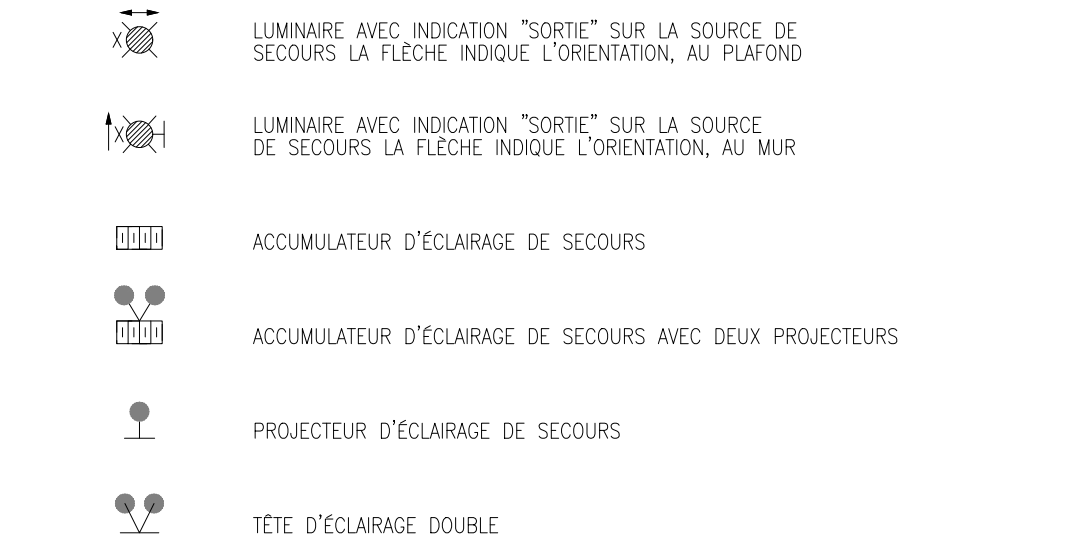 X LUMINAIRE AVEC INDICATION "SORTIE" SUR LA SOURCE DE
SECOURS LA FLÈCHE INDIQUE L'ORIENTATION, AU PLAFOND
X LUMINAIRE AVEC INDICATION "SORTIE" SUR LA SOURCE
DE SECOURS LA FLÈCHE INDIQUE L'ORIENTATION, AU MUR
ACCUMULATEUR D'ÉCLAIRAGE DE SECOURS
ACCUMULATEUR D'ÉCLAIRAGE DE SECOURS AVEC DEUX PROJECTEURS
PROJECTEUR D'ÉCLAIRAGE DE SECOURS
TÊTE D'ÉCLAIRAGE DOUBLE